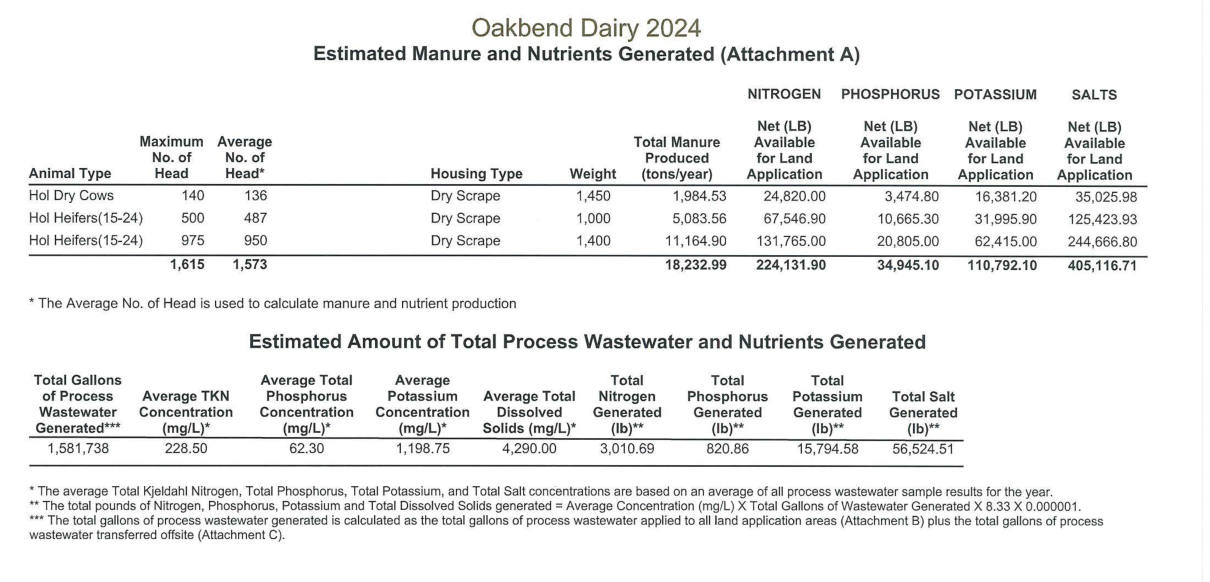 Oakbend Dairy 2024
Estimated Manure and Nutrients Generated (Attachment A)
NITROGEN PHOSPHORUS POTASSIUM SALTS
Animal Type Maximum No. of Head Average No. of Head* Housing Type Weight Total Manure Produced (tons/year) Net (LB) Available for Land Application Net (LB) Available for Land Application Net (LB) Available for Land Application Net (LB) Available for Land Application
Hol Dry Cows 140 136 Dry Scrape 1,450 1,984.53 24,820.00 3,474.80 16,381.20 35,025.98
Hol Heifers(15-24) 500 487 Dry Scrape 1,000 5,083.56 67,546.90 10,665.30 31,995.90 125,423.93
Hol Heifers(15-24) 975 950 Dry Scrape 1,400 11,164.90 131,765.00 20,805.00 62,415.00 244,666.80
1,615 1,573 18,232.99 224,131.90 34,945.10 110,792.10 405,116.71
* The Average No. of Head is used to calculate manure and nutrient production
Estimated Amount of Total Process Wastewater and Nutrients Generated
Total Gallons of Process Wastewater Generated*** Average TKN Concentration (mg/L)* Average Total Phosphorus Concentration (mg/L)* Average Potassium Concentration (mg/L)* Average Total Dissolved Solids (mg/L)* Total Nitrogen Generated (lb)** Total Phosphorus Generated (lb)** Total Potassium Generated (lb)** Total Salt Generated (lb)**
1,581,738 228.50 62.30 1,198.75 4,290.00 3,010.69 820.86 15,794.58 56,524.51
* The average Total Kjeldahl Nitrogen, Total Phosphorus, Total Potassium, and Total Salt concentrations are based on an average of all process wastewater sample results for the year.
** The total pounds of Nitrogen, Phosphorus, Potassium and Total Dissolved Solids generated = Average Concentration (mg/L) X Total Gallons of Wastewater Generated X 8.33 X 0.000001.
*** The total gallons of process wastewater generated is calculated as the total gallons of process wastewater applied to all land application areas (Attachment B) plus the total gallons of process
wastewater transferred offsite (Attachment C).